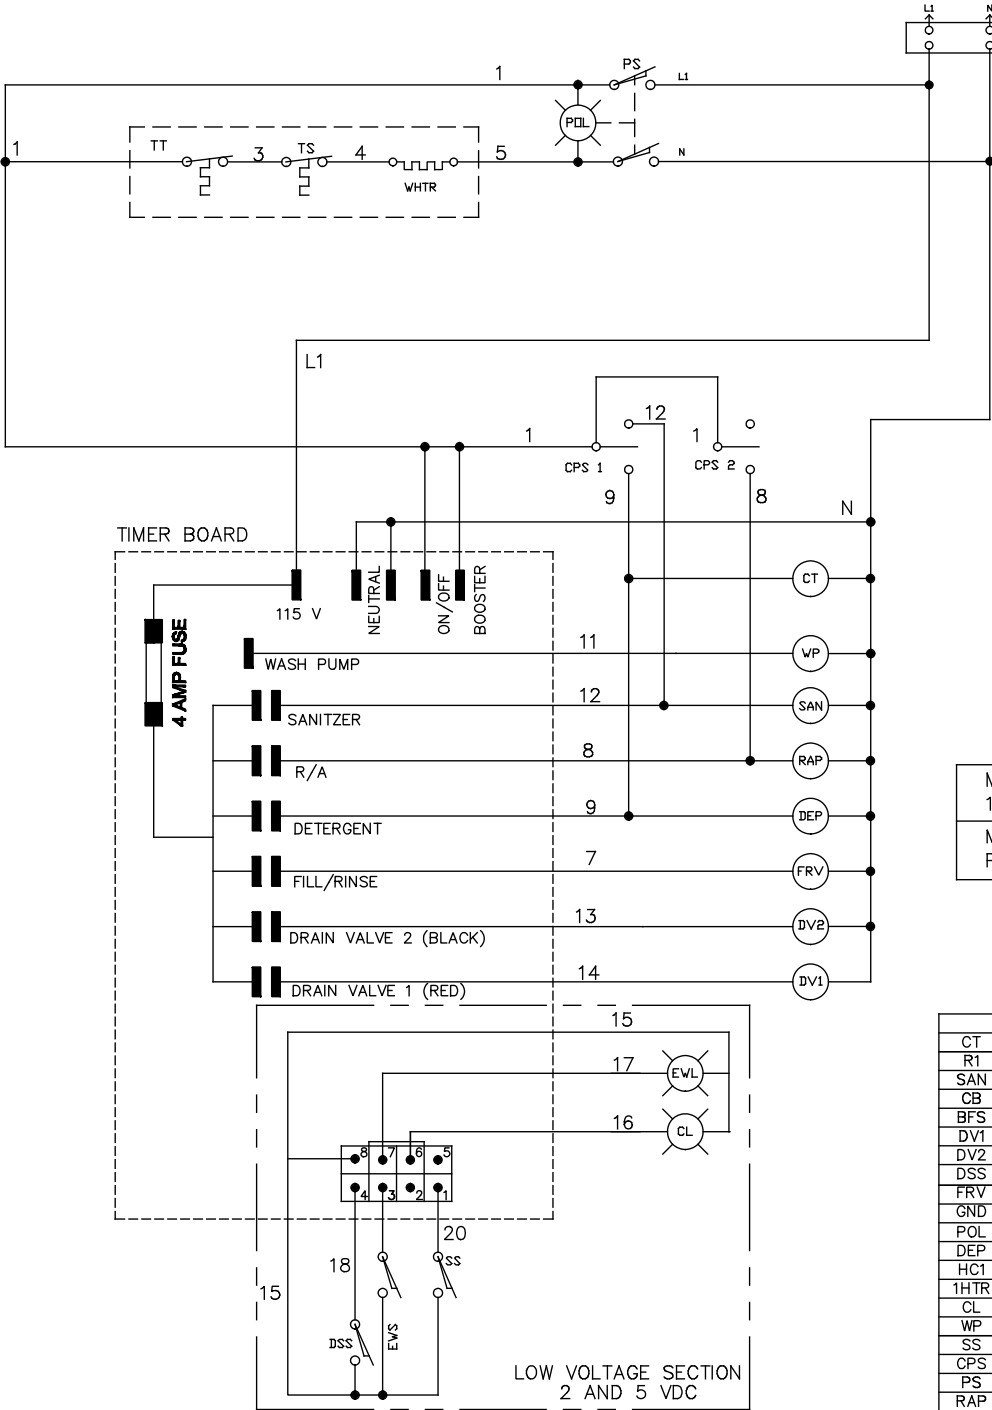 L1 N
1 PS L1
POL
1 TT 3 TS 4 5 N
WHTR
L1
12
1 1
CPS 1 CPS 2
9 8
N
TIMER BOARD
115 V NEUTRAL ON/OFF BOOSTER
CT
4 AMP FUSE
11 WP
WASH PUMP
12 SAN
SANITZER
8 RAP
R/A
9 DEP
DETERGENT
7 FRV
FILL/RINSE
13 DV2
DRAIN VALVE 2 (BLACK)
14 DV1
DRAIN VALVE 1 (RED)
15
17 EWL
16 CL
8 7 6 5
4 3 2 1
20
18 SS
15
DSS EWS
LOW VOLTAGE SECTION
2 AND 5 VDC
CT
R1
SAN
CB
BFS
DV1
DV2
DSS
FRV
GND
POL
DEP
HC1
1HTR
CL
WP
SS
CPS
PS
RAP